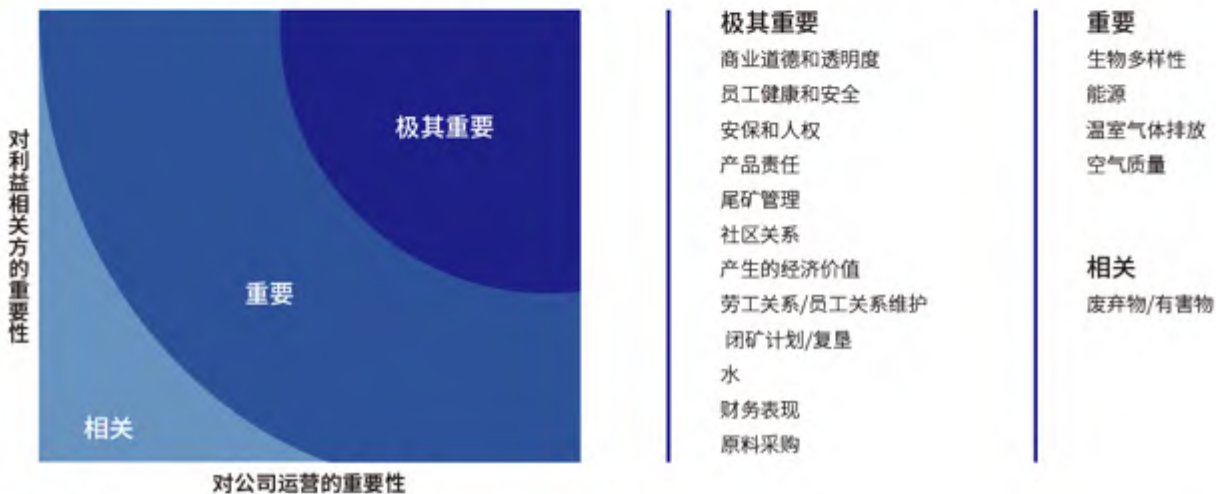 对利益相关方的重要性
极其重要
重要
相关
对公司运营的重要性
极其重要
商业道德和透明度
员工健康和安全
安保和人权
产品责任
尾矿管理
社区关系
产生的经济价值
劳工关系/员工关系维护
闭矿计划/复垦
水
财务表现
原料采购
重要
生物多样性
能源
温室气体排放
空气质量
相关
废弃物/有害物